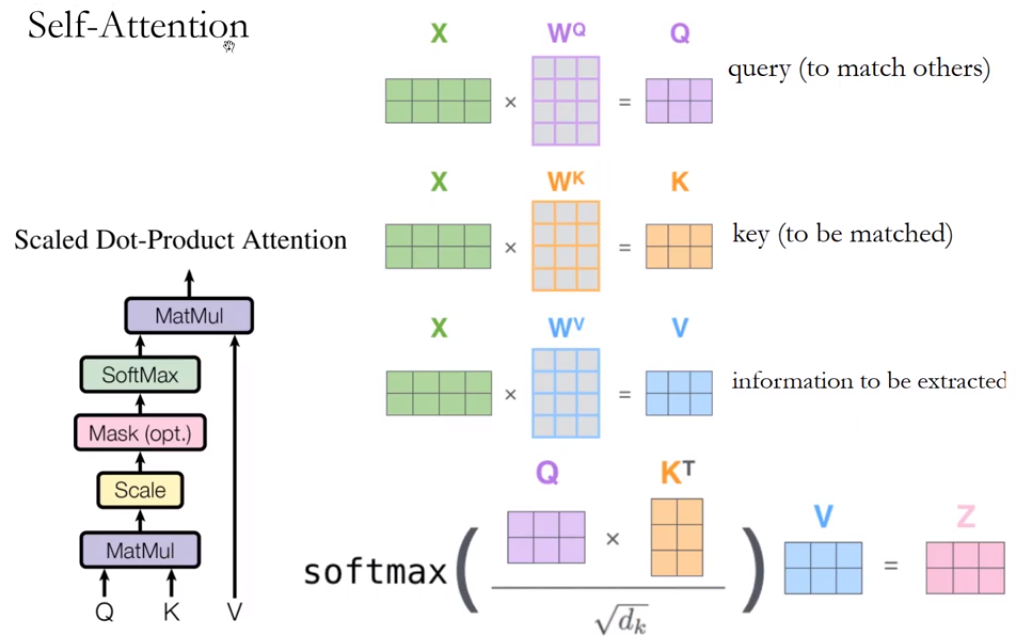 Self-Attention
X W^Q Q
× =
query (to match others)
X W^K K
× =
key (to be matched)
X W^V V
× =
information to be extracted
Scaled Dot-Product Attention
MatMul
SoftMax
Mask (opt.)
Scale
MatMul
Q K V
Q K^T
softmax ( × ) V = Z
√d_k